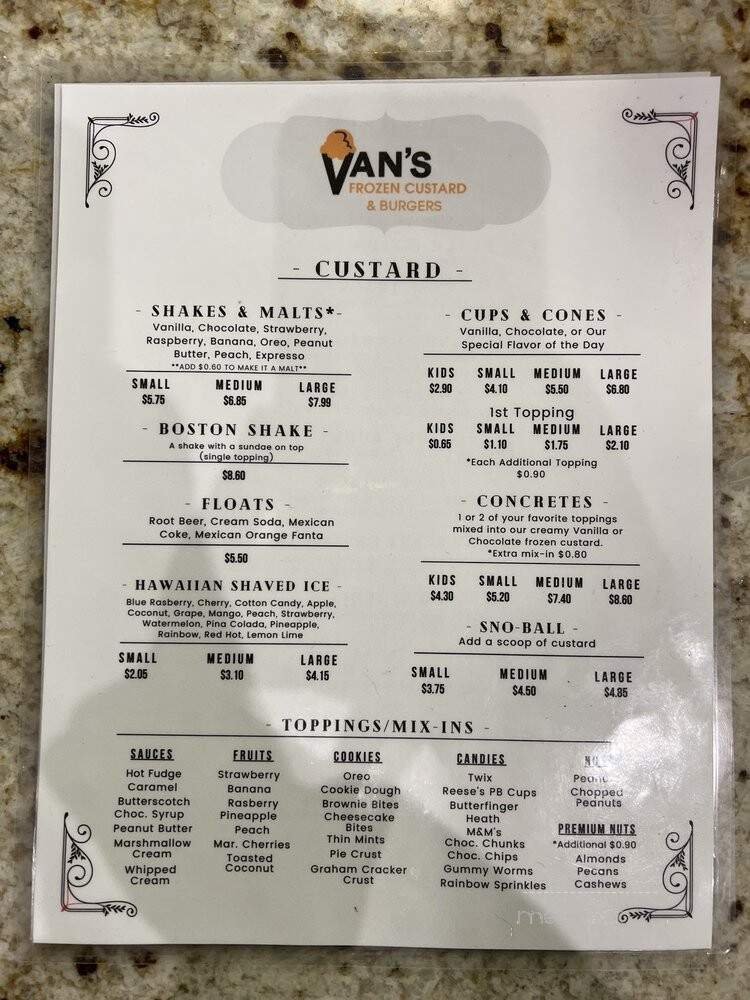 VAN'S
FROZEN CUSTARD
& BURGERS
- CUSTARD -
- SHAKES & MALTS*-
Vanilla, Chocolate, Strawberry,
Raspberry, Banana, Oreo, Peanut
Butter, Peach, Expresso
**ADD $0.60 TO MAKE IT A MALT**
SMALL MEDIUM LARGE
$5.75 $6.85 $7.99
- BOSTON SHAKE -
A shake with a sundae on top
(single topping)
$8.60
- FLOATS -
Root Beer, Cream Soda, Mexican
Coke, Mexican Orange Fanta
$5.50
- HAWAIIAN SHAVED ICE -
Blue Rasberry, Cherry, Cotton Candy, Apple,
Coconut, Grape, Mango, Peach, Strawberry,
Watermelon, Pina Colada, Pineapple,
Rainbow, Red Hot, Lemon Lime
SMALL MEDIUM LARGE
$2.05 $3.10 $4.15
- CUPS & CONES -
Vanilla, Chocolate, or Our
Special Flavor of the Day
KIDS SMALL MEDIUM LARGE
$2.90 $4.10 $5.50 $6.80
1st Topping
KIDS SMALL MEDIUM LARGE
$0.65 $1.10 $1.75 $2.10
*Each Additional Topping
$0.90
- CONCRETES -
1 or 2 of your favorite toppings
mixed into our creamy Vanilla or
Chocolate frozen custard.
*Extra mix-in $0.80
KIDS SMALL MEDIUM LARGE
$4.30 $5.20 $7.40 $8.60
- SNO-BALL -
Add a scoop of custard
SMALL MEDIUM LARGE
$3.75 $4.50 $4.85
- TOPPINGS/MIX-INS -
SAUCES
Hot Fudge
Caramel
Butterscotch
Choc. Syrup
Peanut Butter
Marshmallow
Cream
Whipped
Cream
FRUITS
Strawberry
Banana
Rasberry
Pineapple
Peach
Mar. Cherries
Toasted
Coconut
COOKIES
Oreo
Cookie Dough
Brownie Bites
Cheesecake
Bites
Thin Mints
Pie Crust
Graham Cracker
Crust
CANDIES
Twix
Reese's PB Cups
Butterfinger
Heath
M&M's
Choc. Chunks
Choc. Chips
Gummy Worms
Rainbow Sprinkles
Chopped
Peanuts
PREMIUM NUTS
*Additional $0.90
Almonds
Pecans
Cashews